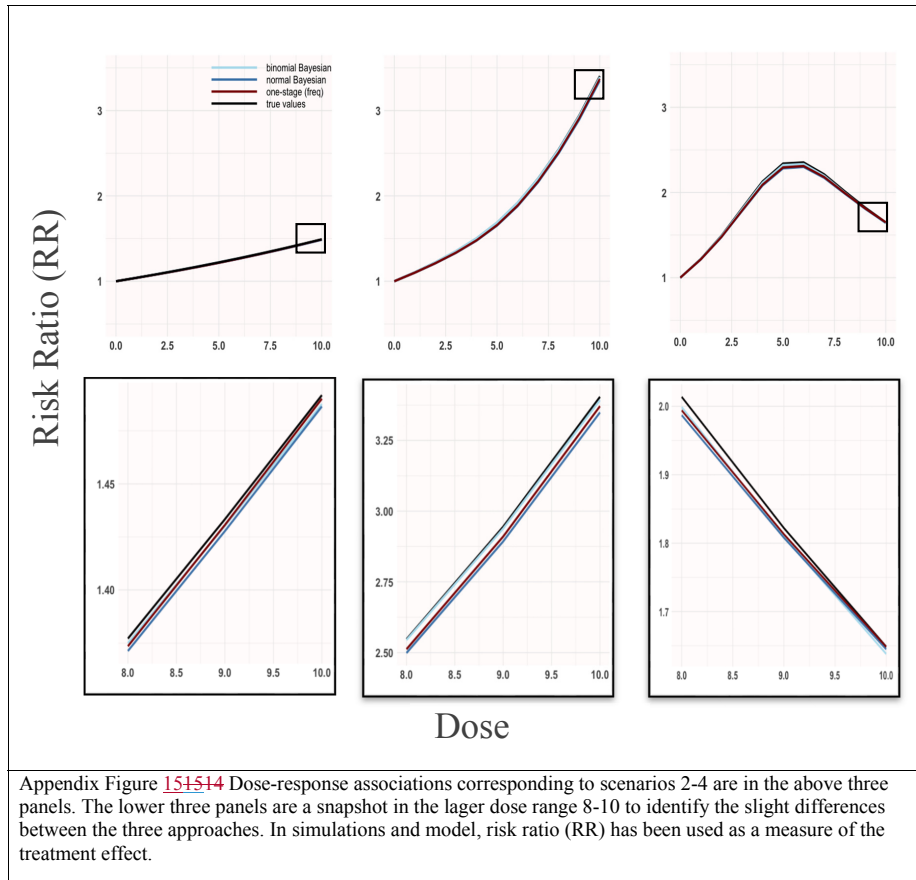 binomial Bayesian
normal Bayesian
one-stage (freq)
true values
3
2
1
0.0 2.5 5.0 7.5 10.0
3
2
1
0.0 2.5 5.0 7.5 10.0
3
2
1
0.0 2.5 5.0 7.5 10.0
Risk Ratio (RR)
1.45
1.40
8.0 8.5 9.0 9.5 10.0
3.25
3.00
2.75
2.50
8.0 8.5 9.0 9.5 10.0
2.0
1.9
1.8
1.7
8.0 8.5 9.0 9.5 10.0
Dose
Appendix Figure 151514 Dose-response associations corresponding to scenarios 2-4 are in the above three
panels. The lower three panels are a snapshot in the lager dose range 8-10 to identify the slight differences
between the three approaches. In simulations and model, risk ratio (RR) has been used as a measure of the
treatment effect.